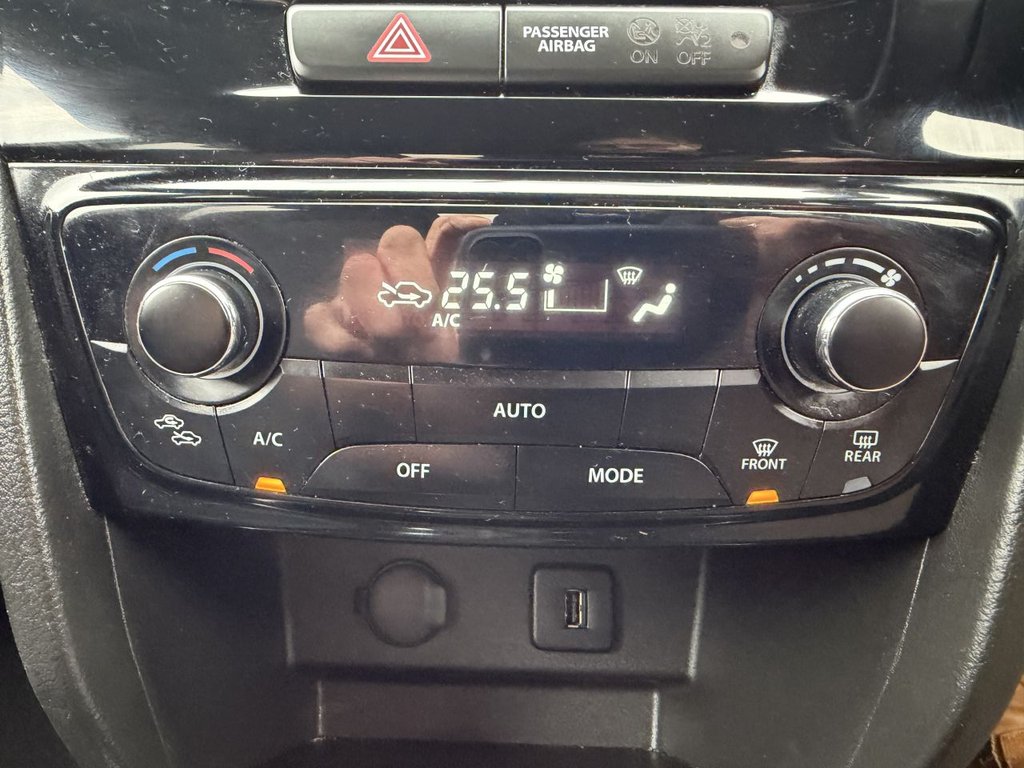 PASSENGER
AIRBAG
ON
OFF
25.5
A/C
AUTO
A/C
OFF
MODE
FRONT
REAR